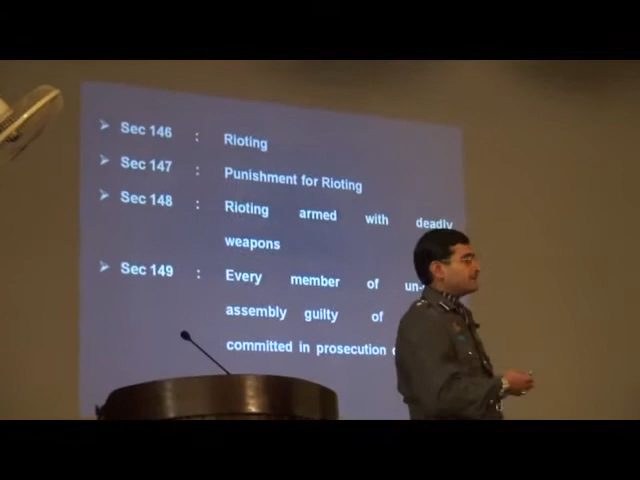 ➢ Sec 146 : Rioting
➢ Sec 147 : Punishment for Rioting
➢ Sec 148 : Rioting armed with deadly
weapons
➢ Sec 149 : Every member of un-
assembly guilty of
committed in prosecution